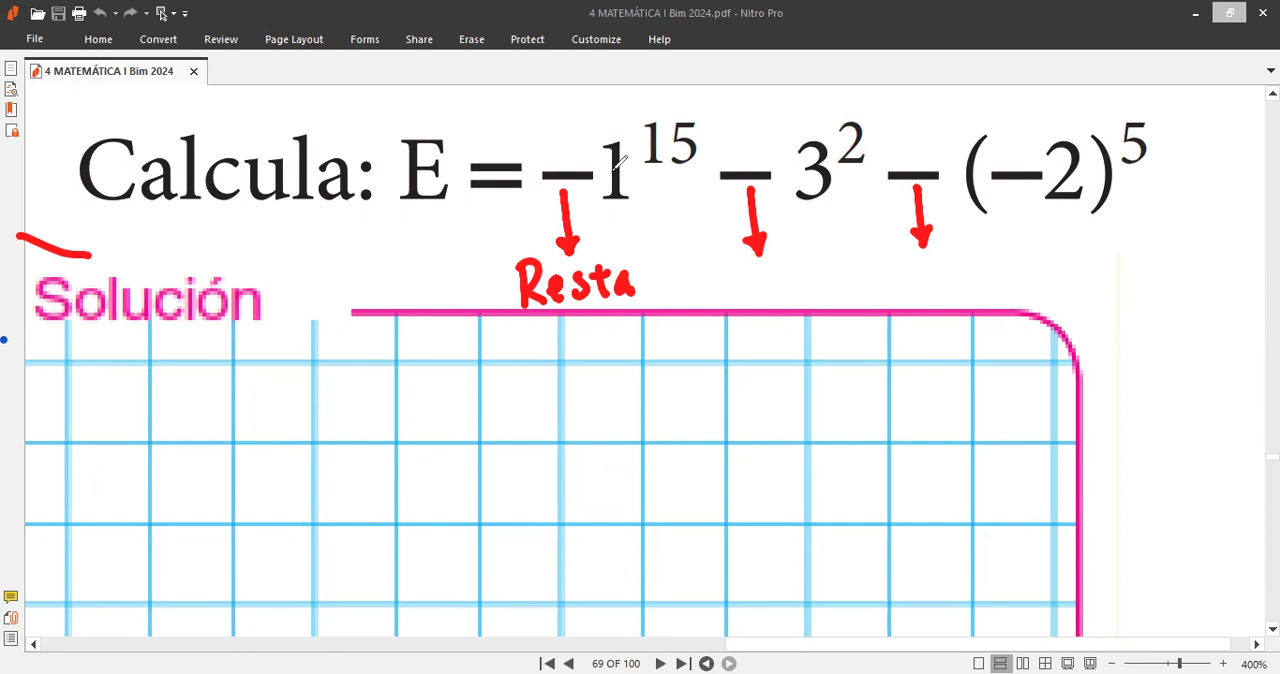 4 MATEMÁTICA I Bim 2024.pdf - Nitro Pro
File Home Convert Review Page Layout Forms Share Erase Protect Customize Help
4 MATEMÁTICA I Bim 2024
Calcula: E = −1¹⁵ − 3² − (−2)⁵
Resta
Solución
69 OF 100
400%